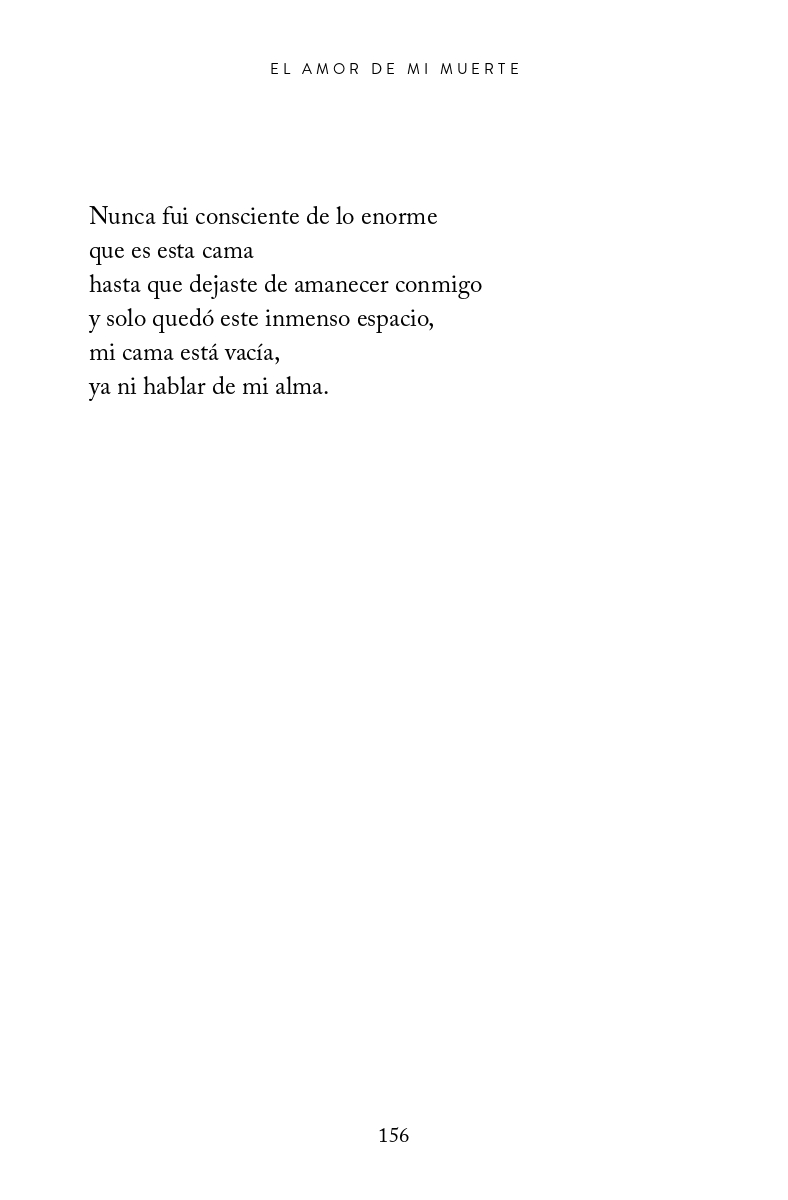 EL AMOR DE MI MUERTE
Nunca fui consciente de lo enorme
que es esta cama
hasta que dejaste de amanecer conmigo
y solo quedó este inmenso espacio,
mi cama está vacía,
ya ni hablar de mi alma.
156